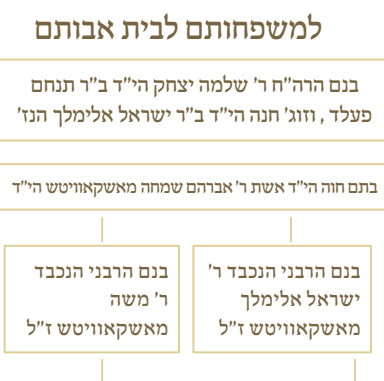 למשפחותם לבית אבותם
בנם הרה"ח ר' שלמה יצחק הי"ד ב"ר תנחם
פעלד , וזוג' חנה הי"ד ב"ר ישראל אלימלך הנז'
בתם חוה הי"ד אשת ר' אברהם שמחה מאשקאוויטש הי"ד
בנם הרבני הנכבד ר'
ישראל אלימלך
מאשקאוויטש ז"ל
בנם הרבני הנכבד
ר' משה
מאשקאוויטש ז"ל